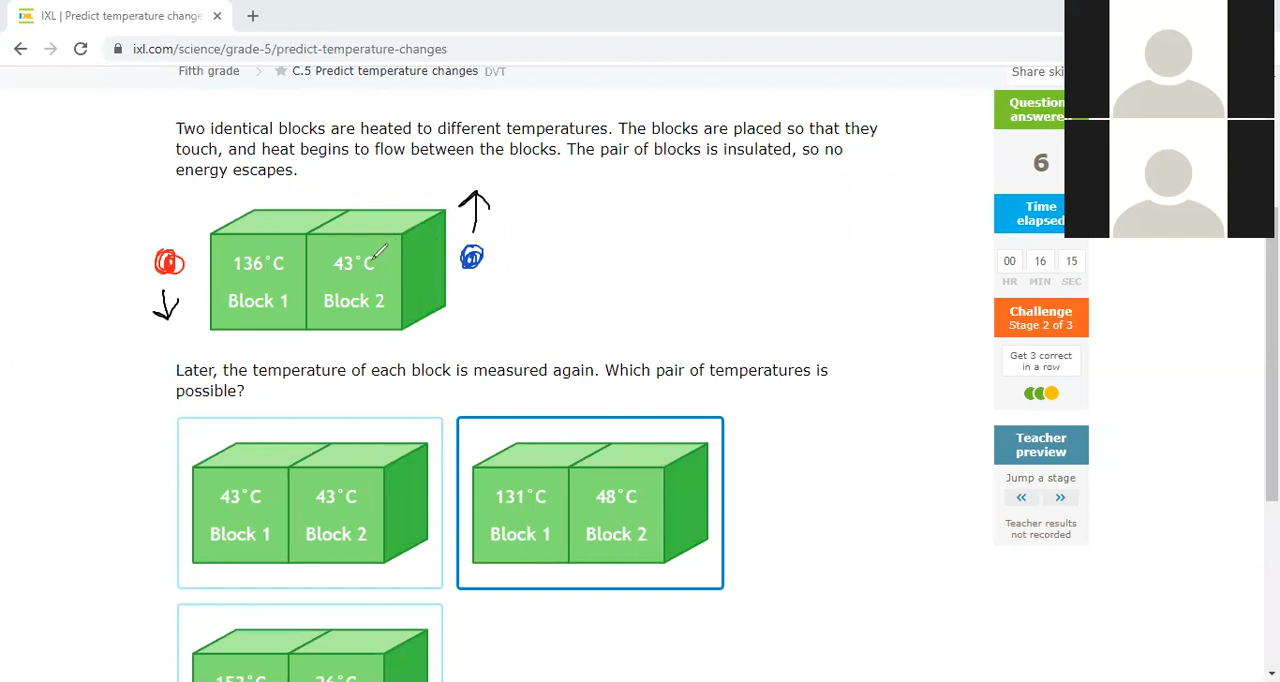 IXL | Predict temperature change
ixl.com/science/grade-5/predict-temperature-changes
Fifth grade > C.5 Predict temperature changes DVT
Share ski
Two identical blocks are heated to different temperatures. The blocks are placed so that they
touch, and heat begins to flow between the blocks. The pair of blocks is insulated, so no
energy escapes.
136°C 43°C
Block 1 Block 2
Later, the temperature of each block is measured again. Which pair of temperatures is
possible?
43°C 43°C
Block 1 Block 2
131°C 48°C
Block 1 Block 2
Question
answere
6
Time
elapsed
00 16 15
HR MIN SEC
Challenge
Stage 2 of 3
Get 3 correct
in a row
Teacher
preview
Jump a stage
<< >>
Teacher results
not recorded